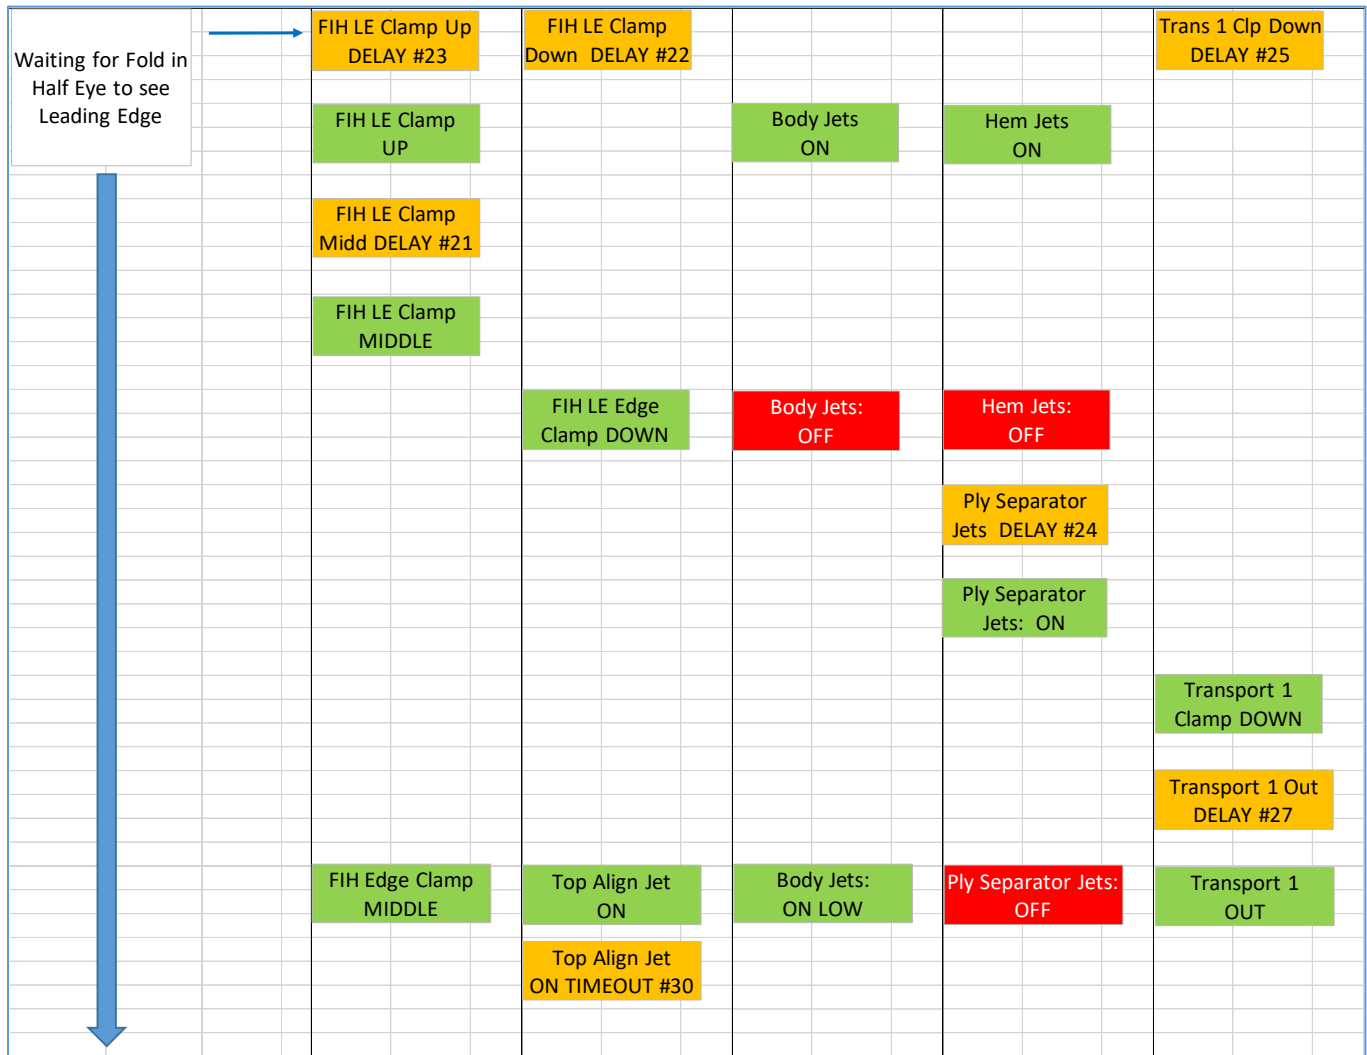 Waiting for Fold in
Half Eye to see
Leading Edge
FIH LE Clamp Up
DELAY #23
FIH LE Clamp
Down DELAY #22
Trans 1 Clp Down
DELAY #25
FIH LE Clamp
UP
Body Jets
ON
Hem Jets
ON
FIH LE Clamp
Midd DELAY #21
FIH LE Clamp
MIDDLE
FIH LE Edge
Clamp DOWN
Body Jets:
OFF
Hem Jets:
OFF
Ply Separator
Jets DELAY #24
Ply Separator
Jets: ON
Transport 1
Clamp DOWN
Transport 1 Out
DELAY #27
FIH Edge Clamp
MIDDLE
Top Align Jet
ON
Body Jets:
ON LOW
Ply Separator Jets:
OFF
Transport 1
OUT
Top Align Jet
ON TIMEOUT #30